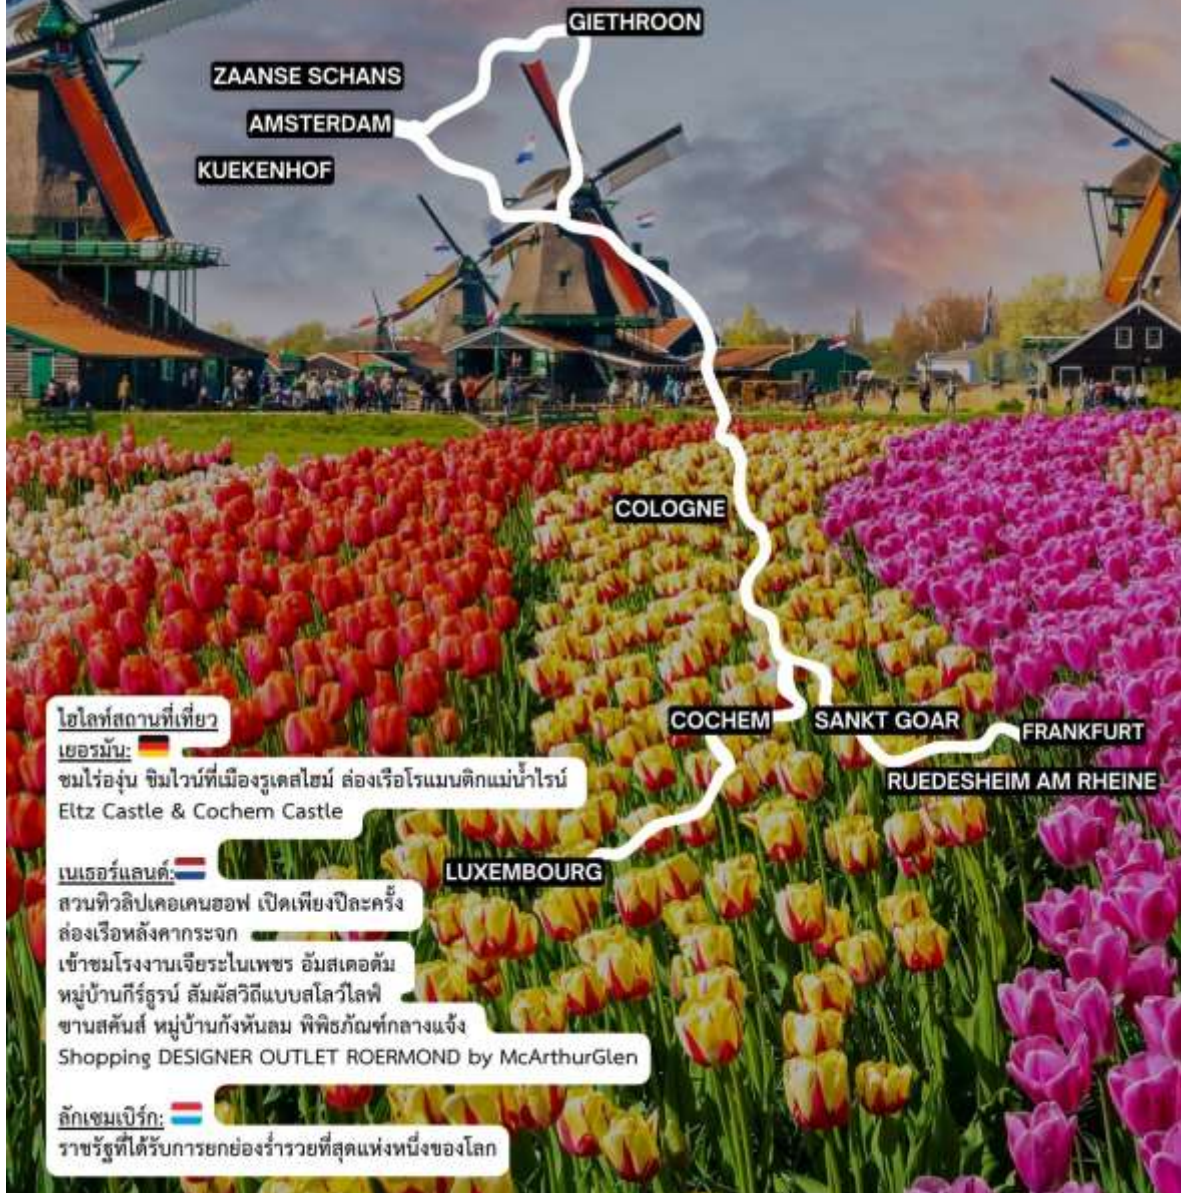 GIETHROON
ZAANSE SCHANS
AMSTERDAM
KUEKENHOF
COLOGNE
COCHEM
SANKT GOAR
FRANKFURT
RUEDESHEIM AM RHEINE
LUXEMBOURG
ไฮไลท์สถานที่เที่ยว
เยอรมัน:
ชมไร่องุ่น ชิมไวน์ที่เมืองรูเดสไฮม์ ล่องเรือโรแมนติกแม่น้ำไรน์
Eltz Castle & Cochem Castle
เนเธอร์แลนด์:
สวนทิวลิปเคอเคนฮอฟ เปิดเพียงปีละครั้ง
ล่องเรือหลังคากระจก
เข้าชมโรงงานเจียระไนเพชร อัมสเตอดัม
หมู่บ้านกีร์ธูรน์ สัมผัสวิถีแบบสโลว์ไลฟ์
ซานสคันส์ หมู่บ้านกังหันลม พิพิธภัณฑ์กลางแจ้ง
Shopping DESIGNER OUTLET ROERMOND by McArthurGlen
ลักเซมเบิร์ก:
ราชรัฐที่ได้รับการยกย่องร่ำรวยที่สุดแห่งหนึ่งของโลก